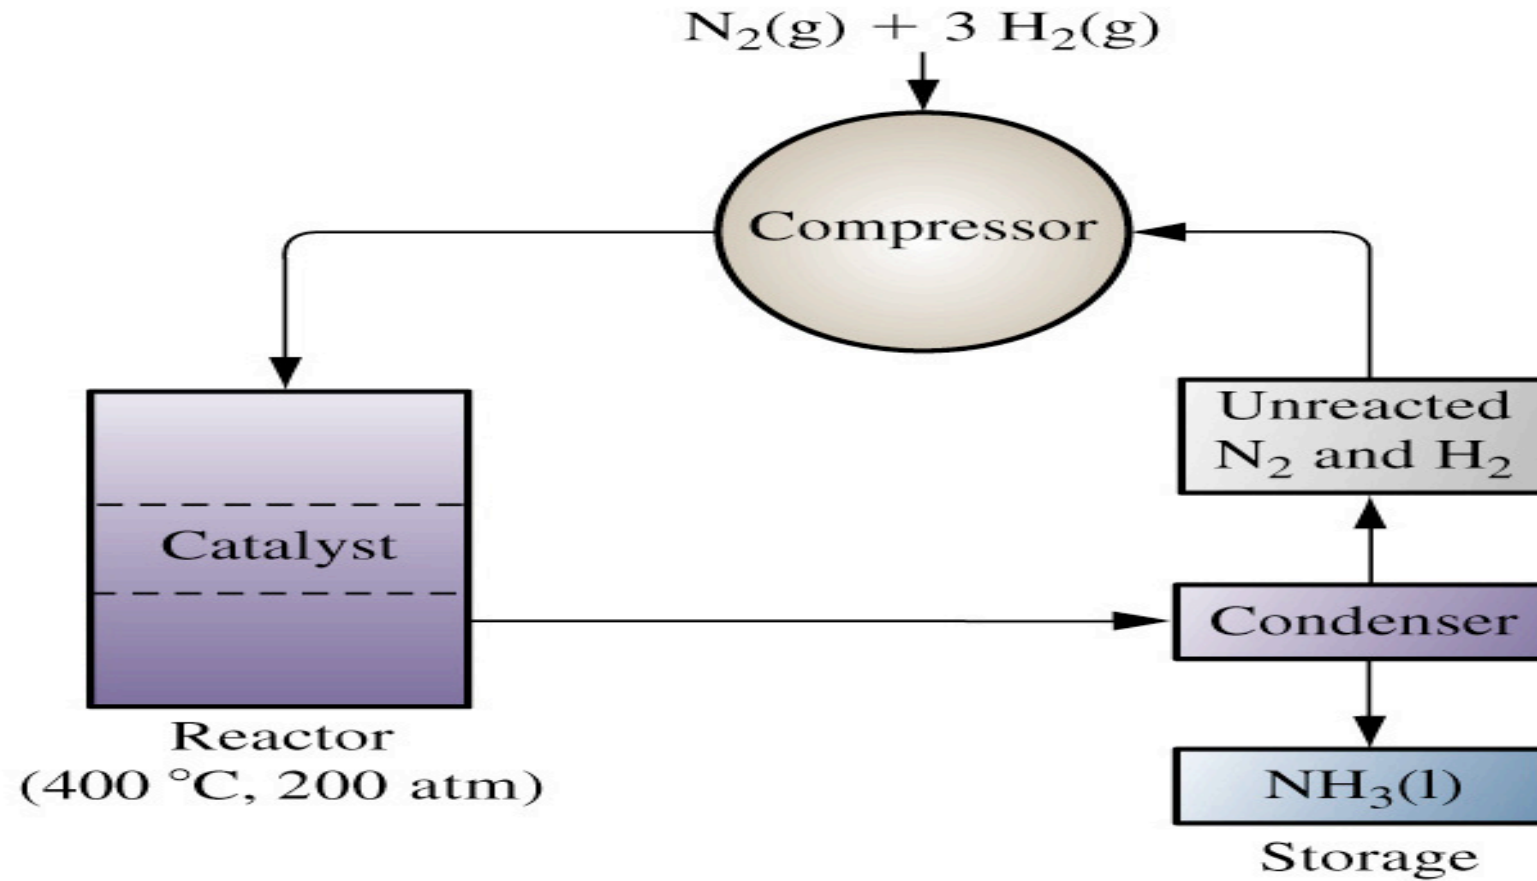 N₂(g) + 3 H₂(g)
Compressor
Unreacted
N₂ and H₂
Catalyst
Condenser
Reactor
(400 °C, 200 atm)
NH₃(l)
Storage